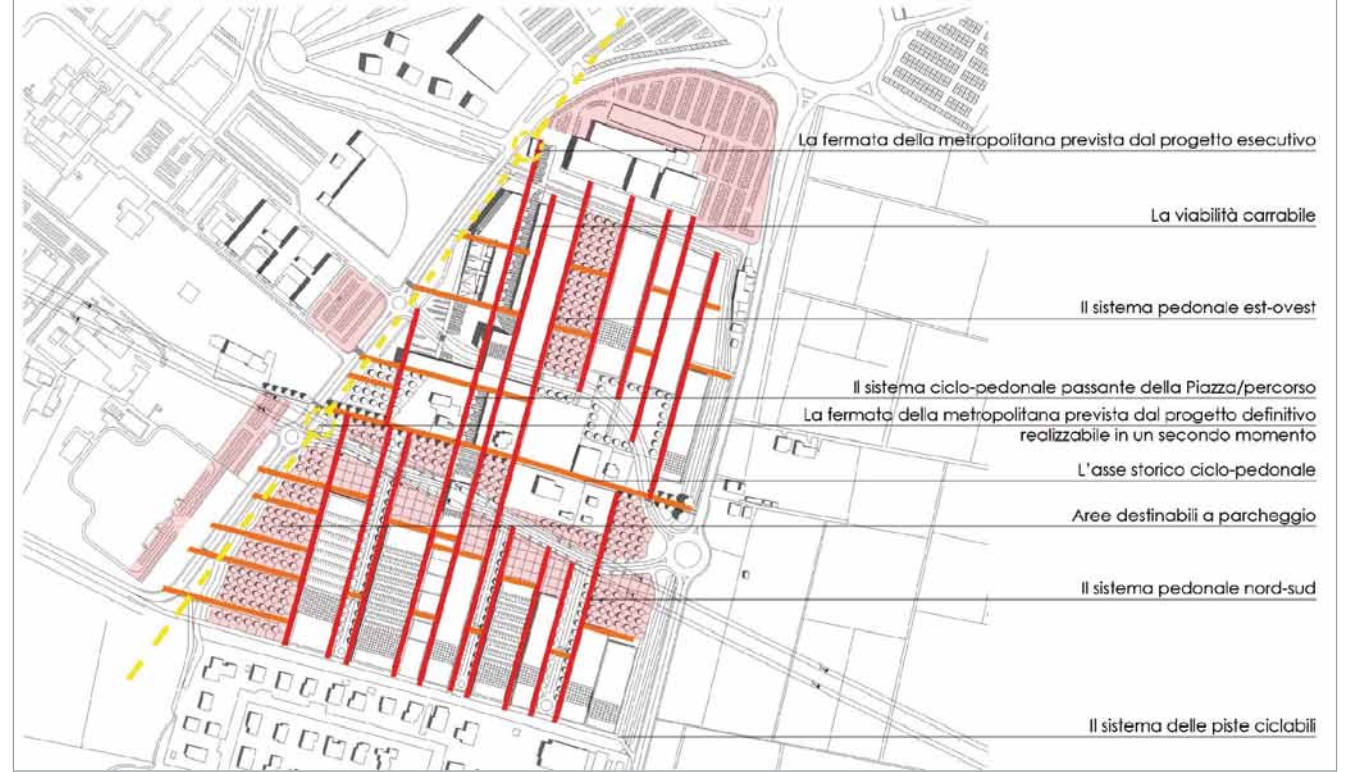 La fermata della metropolitana prevista dal progetto esecutivo
La viabilità carrabile
Il sistema pedonale est-ovest
Il sistema ciclo-pedonale passante della Piazza/percorso
La fermata della metropolitana prevista dal progetto definitivo
realizzabile in un secondo momento
L'asse storico ciclo-pedonale
Aree destinabili a parcheggio
Il sistema pedonale nord-sud
Il sistema delle piste ciclabili